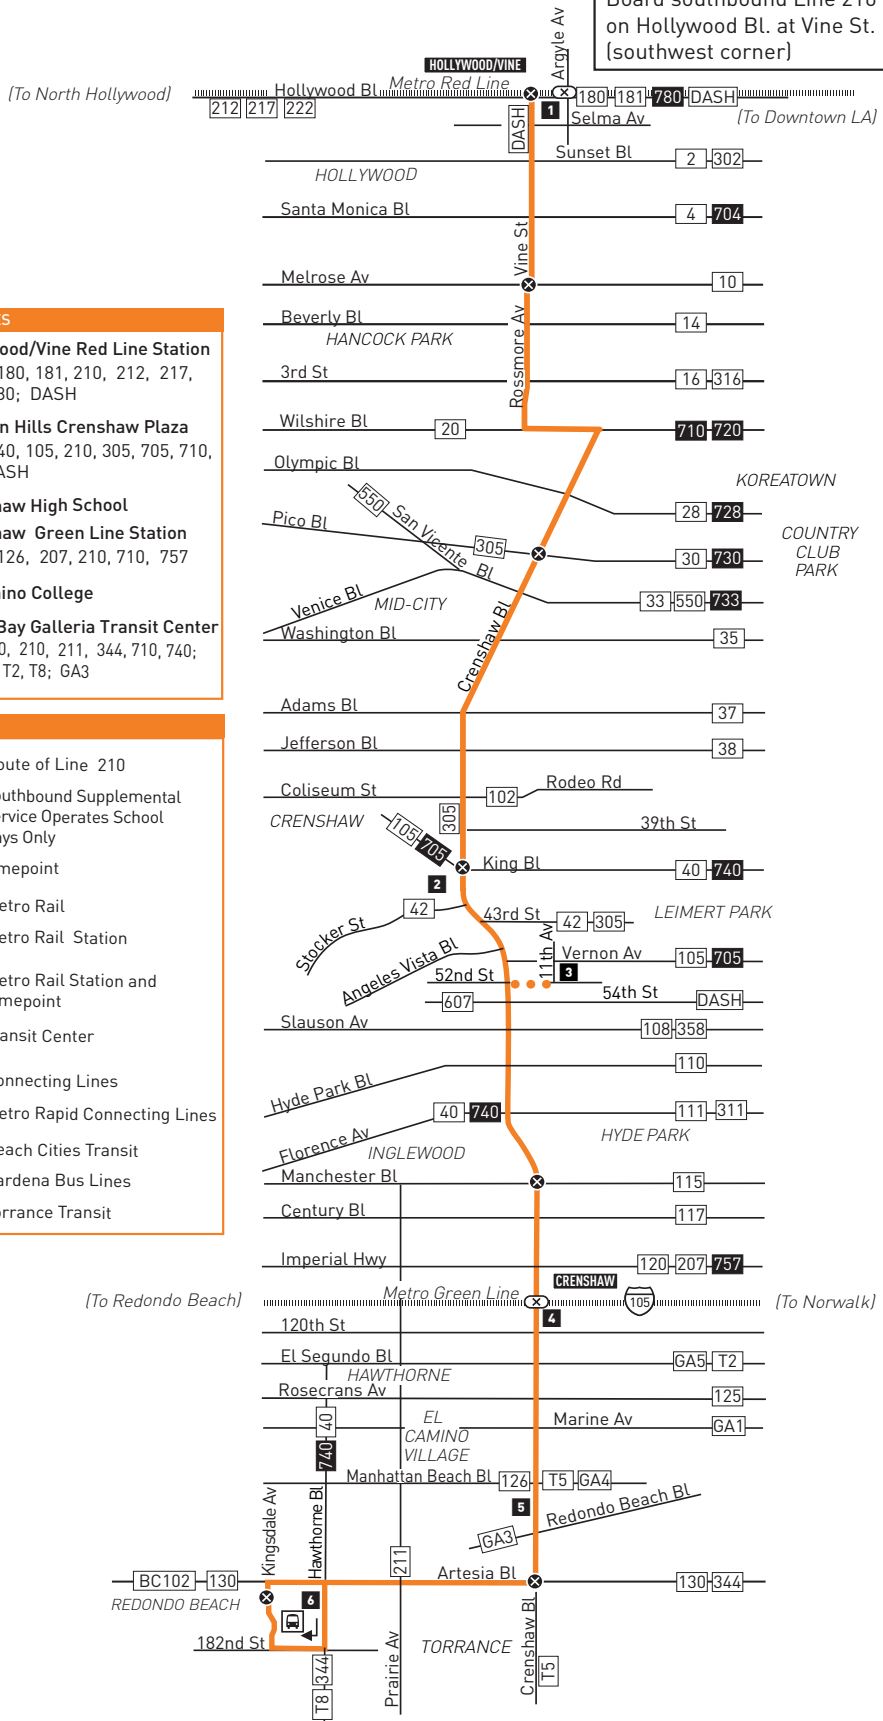 Board southbound Line 210
on Hollywood Bl. at Vine St.
(southwest corner)
Argyle Av
HOLLYWOOD/VINE
Metro Red Line
(To North Hollywood)
Hollywood Bl
180 181 780 DASH
212 217 222
(To Downtown LA)
1
DASH
Selma Av
Sunset Bl
2 302
HOLLYWOOD
Santa Monica Bl
4 704
Vine St
Melrose Av
10
Beverly Bl
14
HANCOCK PARK
Rossmore Av
3rd St
16 316
Wilshire Bl
20
710 720
Olympic Bl
KOREATOWN
550
San Vicente Bl
28 728
Pico Bl
305
30 730
COUNTRY
CLUB
PARK
Venice Bl
MID-CITY
33 550 733
Washington Bl
35
Crenshaw Bl
Adams Bl
37
Jefferson Bl
38
Coliseum St
102
Rodeo Rd
CRENSHAW
305
39th St
105 705
King Bl
40 740
2
42
43rd St
42 305
LEIMERT PARK
Stocker St
11th Av
Angeles Vista Bl
Vernon Av
105 705
52nd St
3
54th St
607
DASH
Slauson Av
108 358
110
Hyde Park Bl
40 740
111 311
Florence Av
INGLEWOOD
HYDE PARK
Manchester Bl
115
Century Bl
117
Imperial Hwy
120 207 757
CRENSHAW
(To Redondo Beach)
Metro Green Line
105
(To Norwalk)
4
120th St
El Segundo Bl
GA5 T2
HAWTHORNE
Rosecrans Av
125
40
740
EL
CAMINO
VILLAGE
Marine Av
GA1
Manhattan Beach Bl
126
T5 GA4
5
Redondo Beach Bl
GA3
Kingsdale Av
Hawthorne Bl
211
Artesia Bl
BC102 130
130 344
REDONDO BEACH
6
182nd St
344
T8
Prairie Av
TORRANCE
Crenshaw Bl
T5
ood/Vine Red Line Station
180, 181, 210, 212, 217,
80; DASH
n Hills Crenshaw Plaza
40, 105, 210, 305, 705, 710,
ASH
haw High School
haw Green Line Station
126, 207, 210, 710, 757
ino College
Bay Galleria Transit Center
0, 210, 211, 344, 710, 740;
T2, T8; GA3
oute of Line 210
outhbound Supplemental
ervice Operates School
ays Only
mepoint
etro Rail
etro Rail Station
etro Rail Station and
mepoint
ansit Center
onnecting Lines
etro Rapid Connecting Lines
each Cities Transit
ardena Bus Lines
orrance Transit